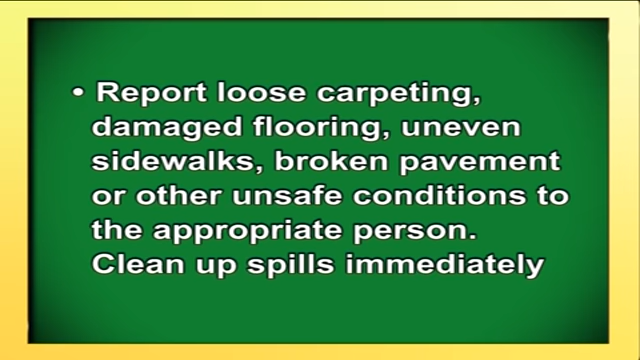 • Report loose carpeting,
damaged flooring, uneven
sidewalks, broken pavement
or other unsafe conditions to
the appropriate person.
Clean up spills immediately